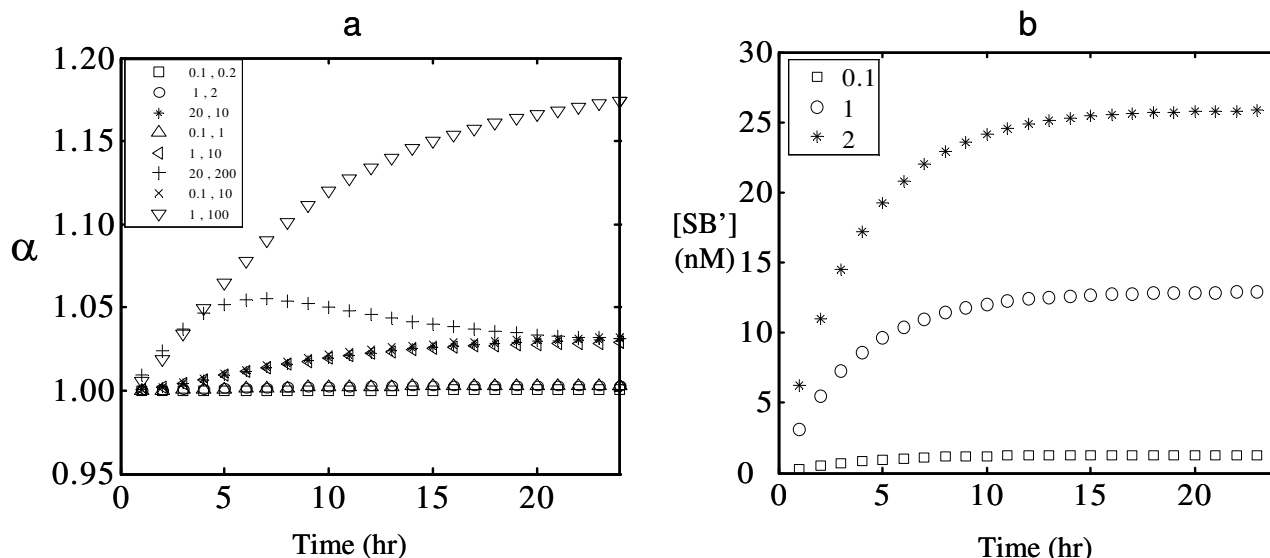 a
1.20
1.15
1.10
1.05
1.00
0.95
α
0.1 , 0.2
1 , 2
20 , 10
0.1 , 1
1 , 10
20 , 200
0.1 , 10
1 , 100
0 5 10 15 20
Time (hr)
b
30
25
20
15
10
5
0
[SB']
(nM)
0.1
1
2
0 5 10 15 20
Time (hr)